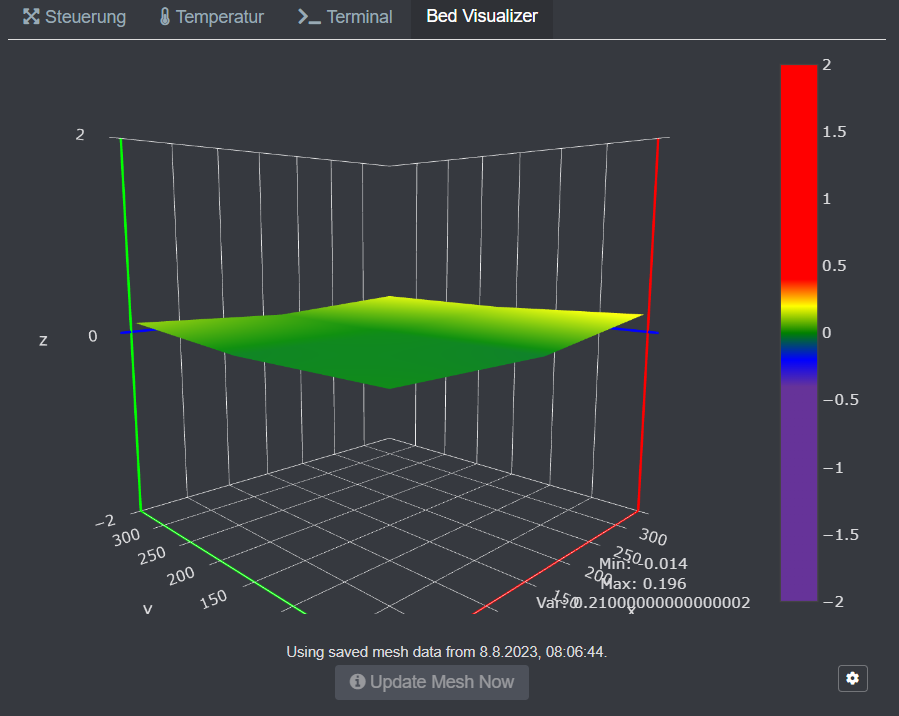 Steuerung Temperatur Terminal Bed Visualizer
2
1.5
1
0.5
0
−0.5
−1
−1.5
−2
2
z
0
−2
300
250
200
150
y
300
250
200
150
x
Min: -0.014
Max: 0.196
Var: 0.21000000000000002
Using saved mesh data from 8.8.2023, 08:06:44.
Update Mesh Now